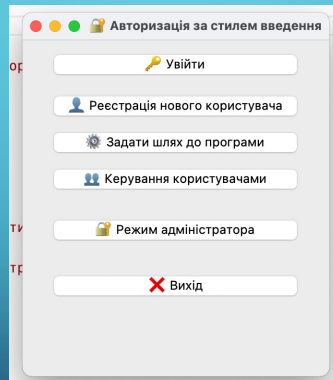 Авторизація за стилем введення
Увійти
Реєстрація нового користувача
Задати шлях до програми
Керування користувачами
Режим адміністратора
Вихід